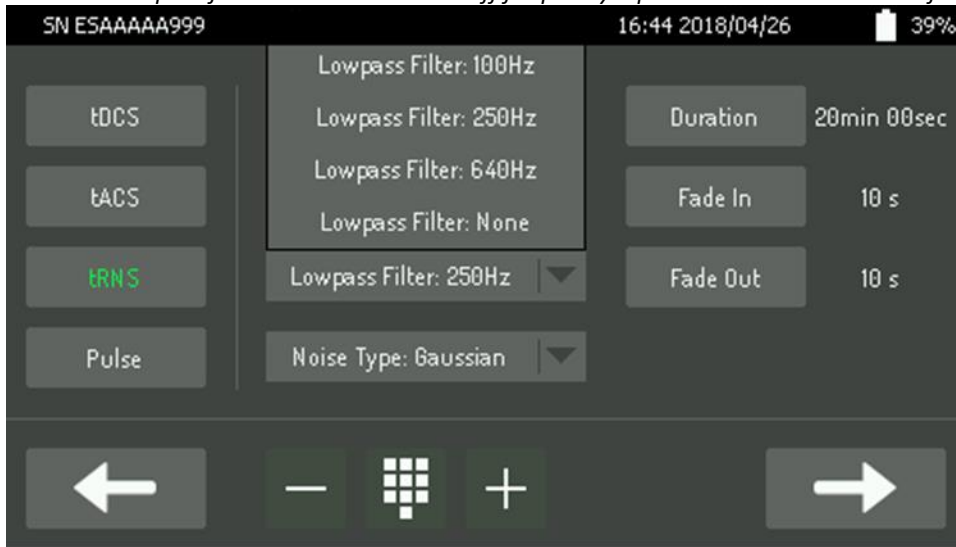 SN ESAAAAA999 16:44 2018/04/26 39%
Lowpass Filter: 100Hz
tDCS Lowpass Filter: 250Hz Duration 20min 00sec
Lowpass Filter: 640Hz
tACS Fade In 10 s
Lowpass Filter: None
tRNS Lowpass Filter: 250Hz Fade Out 10 s
Pulse Noise Type: Gaussian